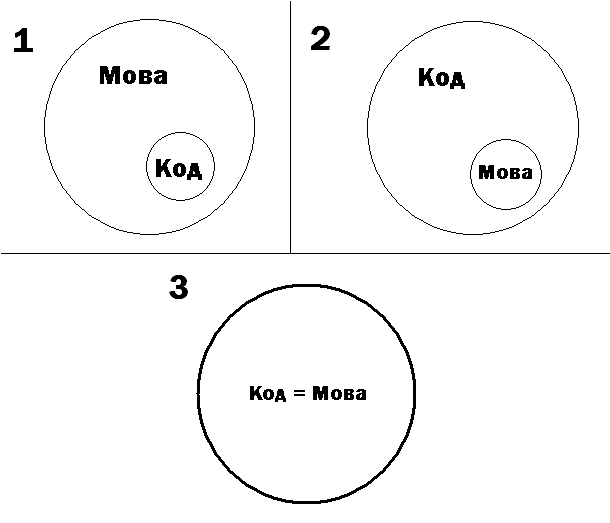 1
Мова
Код
2
Код
Мова
3
Код = Мова